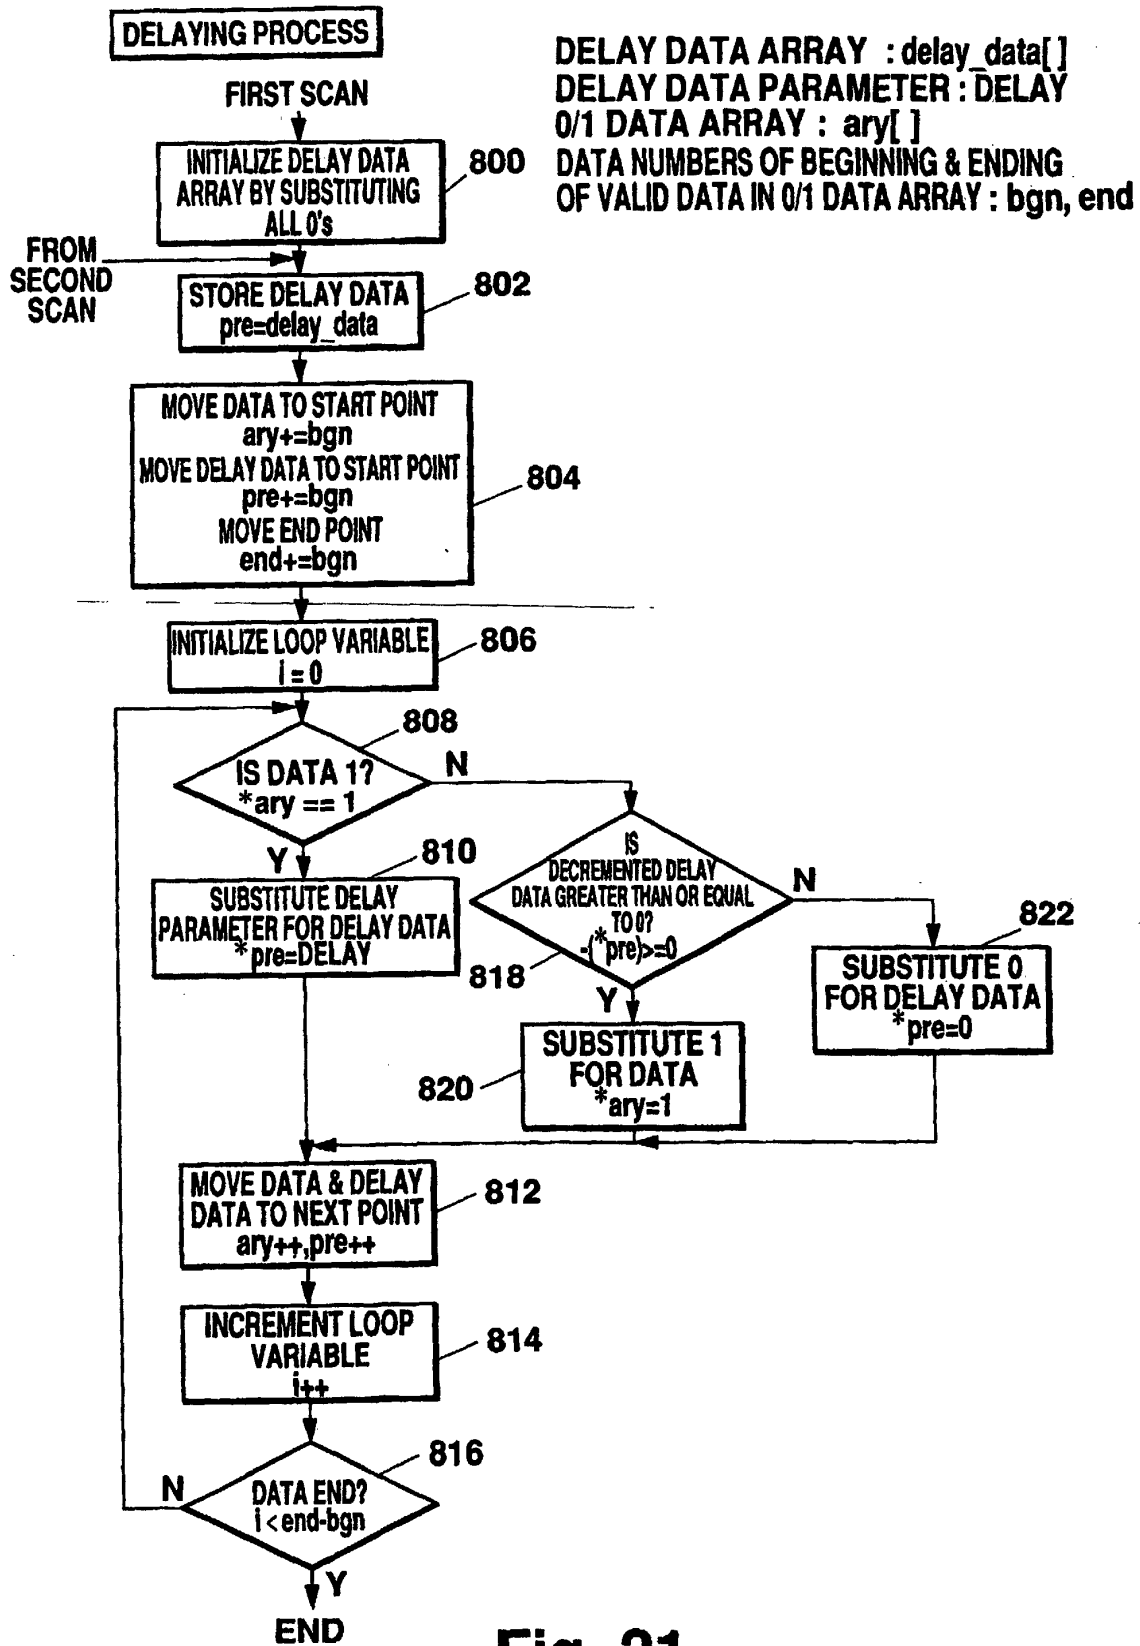 DELAYING PROCESS
DELAY DATA ARRAY : delay_data[ ]
DELAY DATA PARAMETER : DELAY
0/1 DATA ARRAY : ary[ ]
DATA NUMBERS OF BEGINNING & ENDING
OF VALID DATA IN 0/1 DATA ARRAY : bgn, end
FIRST SCAN
INITIALIZE DELAY DATA
ARRAY BY SUBSTITUTING
ALL 0's
800
FROM
SECOND
SCAN
STORE DELAY DATA
pre=delay_data
802
MOVE DATA TO START POINT
ary+=bgn
MOVE DELAY DATA TO START POINT
pre+=bgn
MOVE END POINT
end+=bgn
804
INITIALIZE LOOP VARIABLE
i = 0
806
808
IS DATA 1?
*ary == 1
N
Y
810
SUBSTITUTE DELAY
PARAMETER FOR DELAY DATA
*pre=DELAY
IS
DECREMENTED DELAY
DATA GREATER THAN OR EQUAL
TO 0?
-(*pre)>=0
818
N
Y
822
SUBSTITUTE 0
FOR DELAY DATA
*pre=0
SUBSTITUTE 1
FOR DATA
*ary=1
820
MOVE DATA & DELAY
DATA TO NEXT POINT
ary++,pre++
812
INCREMENT LOOP
VARIABLE
i++
814
816
DATA END?
i<end-bgn
N
Y
END
Fig. 21